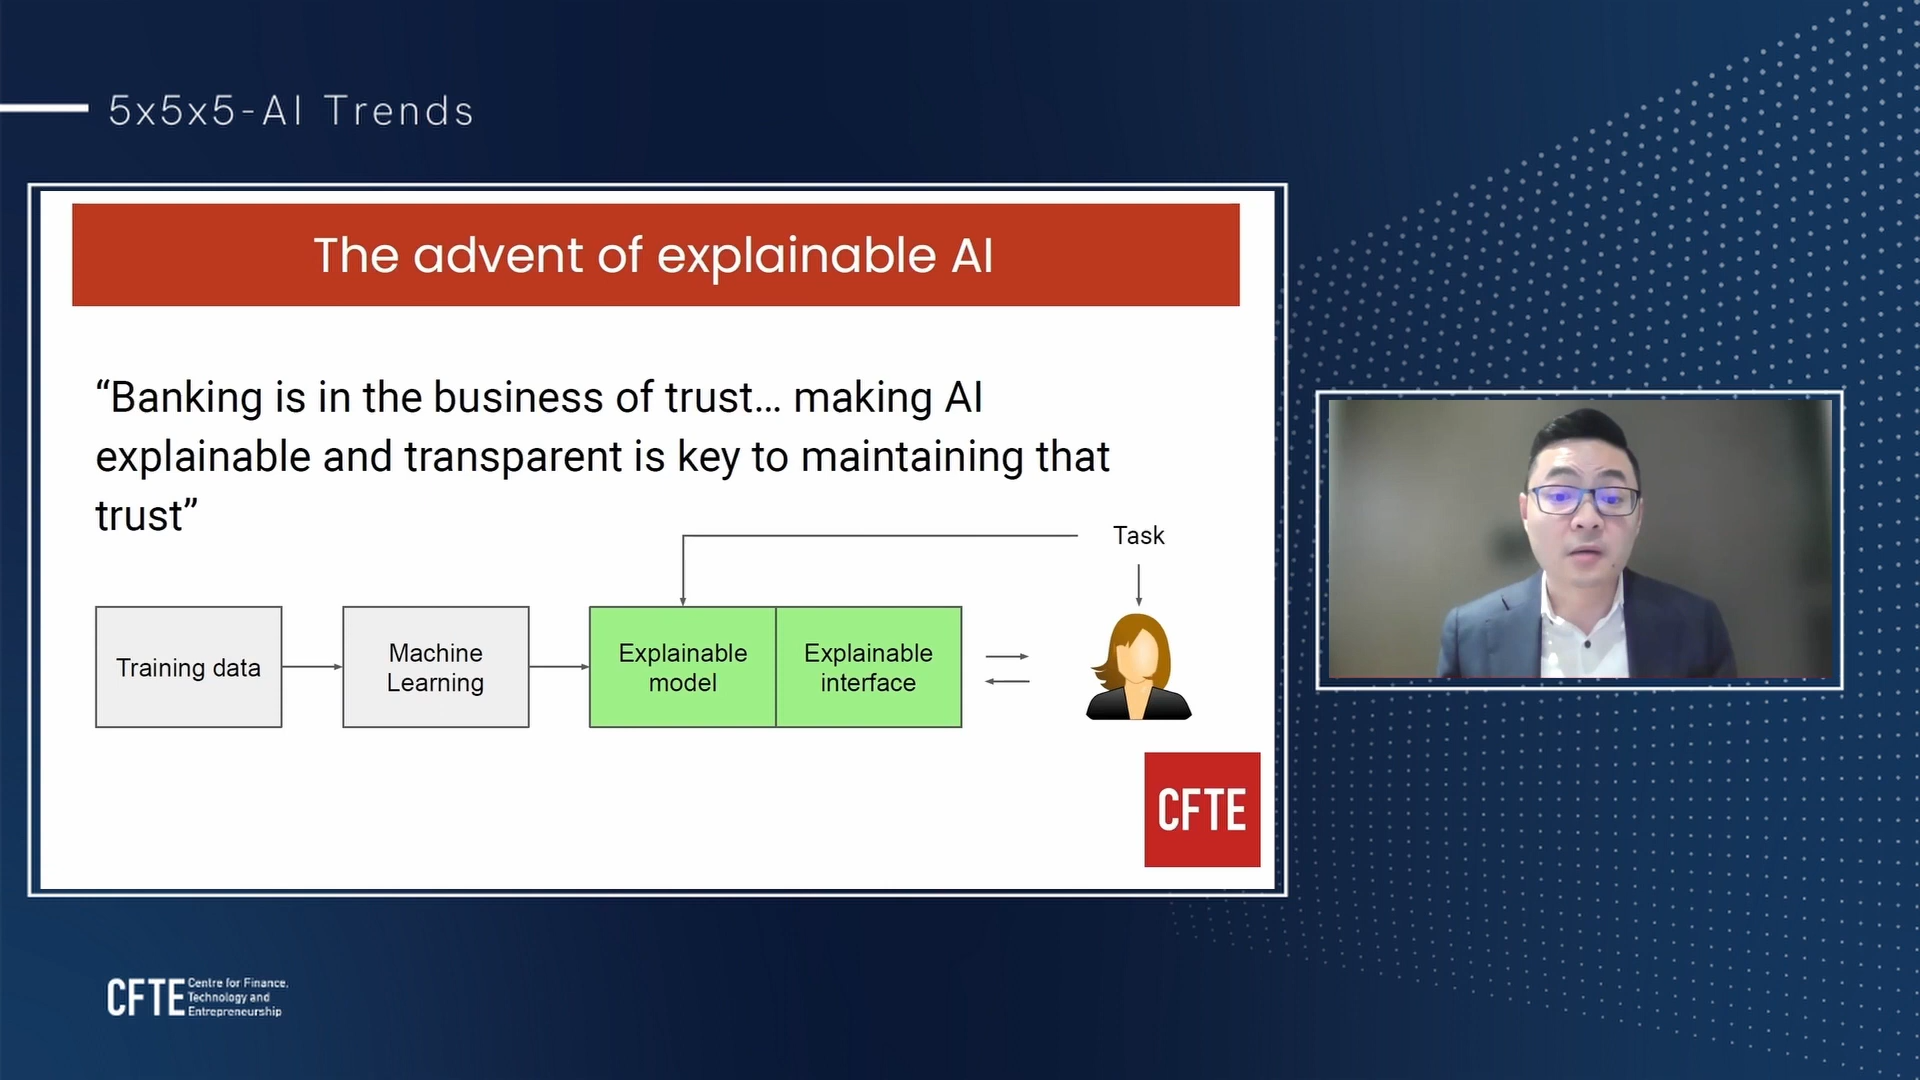 5x5x5-AI Trends
The advent of explainable AI
“Banking is in the business of trust... making AI
explainable and transparent is key to maintaining that
trust”
Task
Training data
Machine
Learning
Explainable
model
Explainable
interface
CFTE
CFTE
Centre for Finance,
Technology and
Entrepreneurship